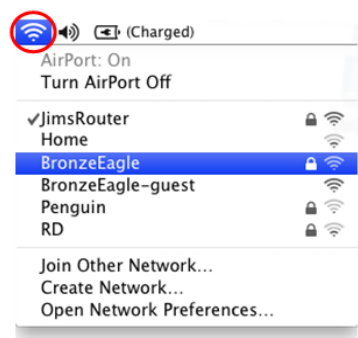 (Charged)
AirPort: On
Turn AirPort Off
✓JimsRouter
Home
BronzeEagle
BronzeEagle-guest
Penguin
RD
Join Other Network...
Create Network...
Open Network Preferences...